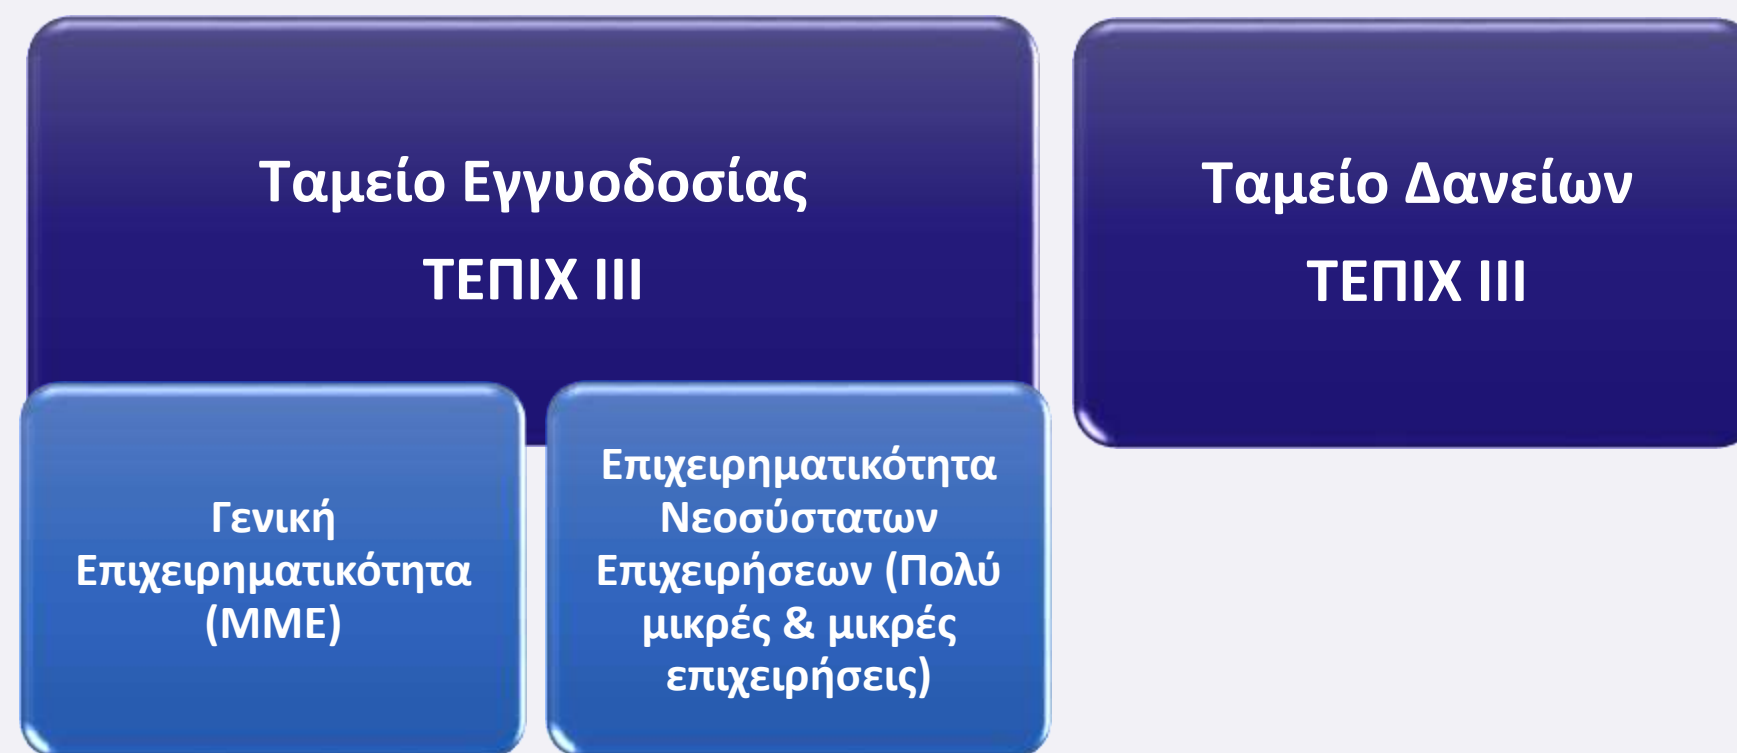 Ταμείο Εγγυοδοσίας
ΤΕΠΙΧ ΙΙΙ
Ταμείο Δανείων
ΤΕΠΙΧ ΙΙΙ
Γενική
Επιχειρηματικότητα
(ΜΜΕ)
Επιχειρηματικότητα
Νεοσύστατων
Επιχειρήσεων (Πολύ
μικρές & μικρές
επιχειρήσεις)